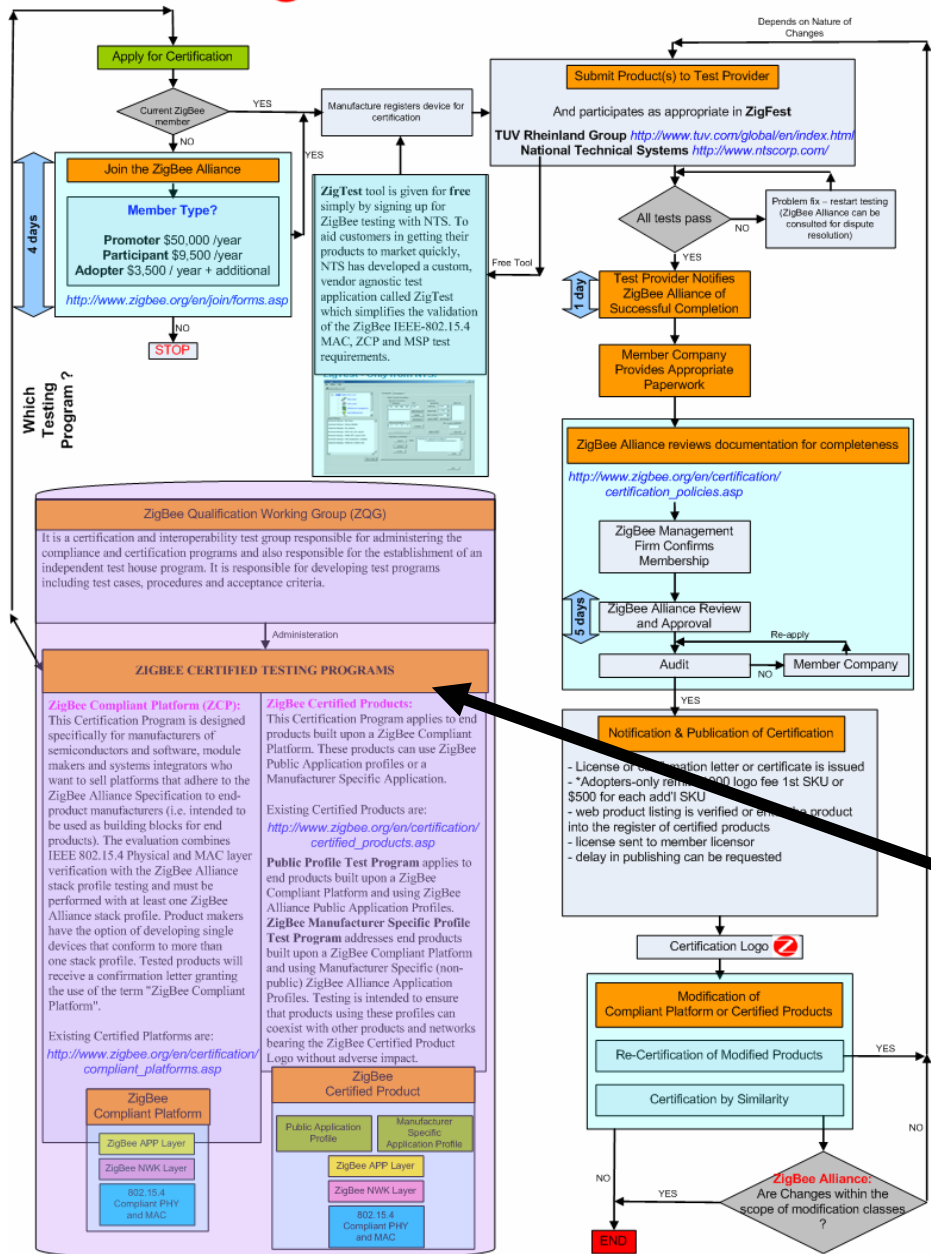 Depends on Nature of
Changes
Apply for Certification
Current ZigBee
member
YES
NO
Manufacture registers device for
certification
Submit Product(s) to Test Provider
And participates as appropriate in ZigFest
TUV Rheinland Group http://www.tuv.com/global/en/index.html
National Technical Systems http://www.ntscorp.com/
4 days
Join the ZigBee Alliance
YES
Member Type?
Promoter $50,000 /year
Participant $9,500 /year
Adopter $3,500 / year + additional
http://www.zigbee.org/en/join/forms.asp
NO
STOP
ZigTest tool is given for free
simply by signing up for
ZigBee testing with NTS. To
aid customers in getting their
products to market quickly,
NTS has developed a custom,
vendor agnostic test
application called ZigTest
which simplifies the validation
of the ZigBee IEEE-802.15.4
MAC, ZCP and MSP test
requirements.
Free Tool
All tests pass
NO
Problem fix – restart testing
(ZigBee Alliance can be
consulted for dispute
resolution)
YES
1 day
Test Provider Notifies
ZigBee Alliance of
Successful Completion
Member Company
Provides Appropriate
Paperwork
Which
Testing
Program ?
ZigBee Alliance reviews documentation for completeness
http://www.zigbee.org/en/certification/
certification_policies.asp
ZigBee Management
Firm Confirms
Membership
5 days
ZigBee Alliance Review
and Approval
Re-apply
Audit
NO
Member Company
YES
ZigBee Qualification Working Group (ZQG)
It is a certification and interoperability test group responsible for administering the
compliance and certification programs and also responsible for the establishment of an
independent test house program. It is responsible for developing test programs
including test cases, procedures and acceptance criteria.
Administeration
ZIGBEE CERTIFIED TESTING PROGRAMS
ZigBee Compliant Platform (ZCP):
This Certification Program is designed
specifically for manufacturers of
semiconductors and software, module
makers and systems integrators who
want to sell platforms that adhere to the
ZigBee Alliance Specification to end-
product manufacturers (i.e. intended to
be used as building blocks for end
products). The evaluation combines
IEEE 802.15.4 Physical and MAC layer
verification with the ZigBee Alliance
stack profile testing and must be
performed with at least one ZigBee
Alliance stack profile. Product makers
have the option of developing single
devices that conform to more than
one stack profile. Tested products will
receive a confirmation letter granting
the use of the term "ZigBee Compliant
Platform".
Existing Certified Platforms are:
http://www.zigbee.org/en/certification/
compliant_platforms.asp
ZigBee Certified Products:
This Certification Program applies to end
products built upon a ZigBee Compliant
Platform. These products can use ZigBee
Public Application profiles or a
Manufacturer Specific Application.
Existing Certified Products are:
http://www.zigbee.org/en/certification/
certified_products.asp
Public Profile Test Program applies to
end products built upon a ZigBee
Compliant Platform and using ZigBee
Alliance Public Application Profiles.
ZigBee Manufacturer Specific Profile
Test Program addresses end products
built upon a ZigBee Compliant Platform
and using Manufacturer Specific (non-
public) ZigBee Alliance Application
Profiles. Testing is intended to ensure
that products using these profiles can
coexist with other products and networks
bearing the ZigBee Certified Product
Logo without adverse impact.
ZigBee
Compliant Platform
ZigBee APP Layer
ZigBee NWK Layer
802.15.4
Compliant PHY
and MAC
ZigBee
Certified Product
Public Application
Profile
Manufacturer
Specific
Application Profile
ZigBee APP Layer
ZigBee NWK Layer
802.15.4
Compliant PHY
and MAC
Notification & Publication of Certification
- License or confirmation letter or certificate is issued
- *Adopters-only logo fee 1st SKU or
$500 for each add'l SKU
- web product listing is verified or product
into the register of certified products
- license sent to member licensor
- delay in publishing can be requested
Certification Logo
Modification of
Compliant Platform or Certified Products
Re-Certification of Modified Products
YES
Certification by Similarity
NO
NO
YES
ZigBee Alliance:
Are Changes within the
scope of modification classes
?
END